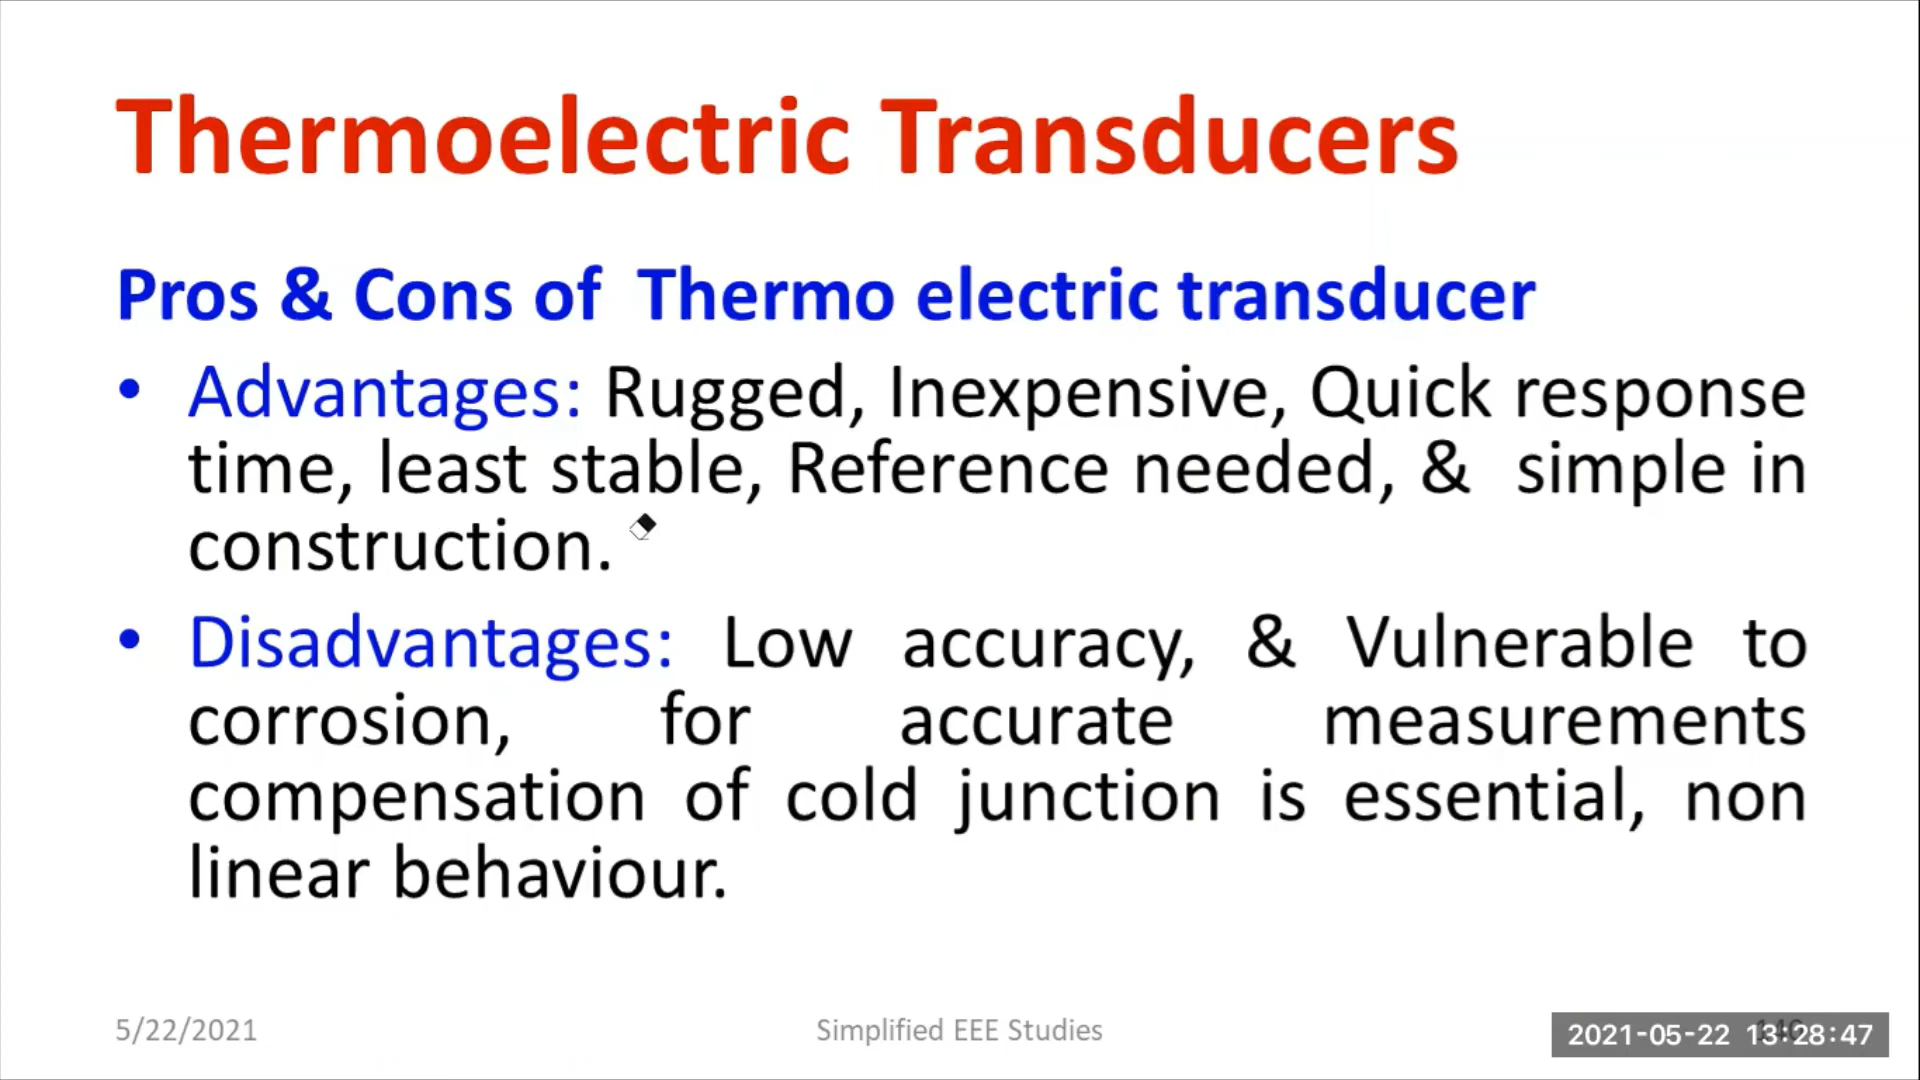 Thermoelectric Transducers
Pros & Cons of Thermo electric transducer
• Advantages: Rugged, Inexpensive, Quick response
time, least stable, Reference needed, & simple in
construction.
• Disadvantages: Low accuracy, & Vulnerable to
corrosion, for accurate measurements
compensation of cold junction is essential, non
linear behaviour.
5/22/2021
Simplified EEE Studies
2021-05-22 13:28:47